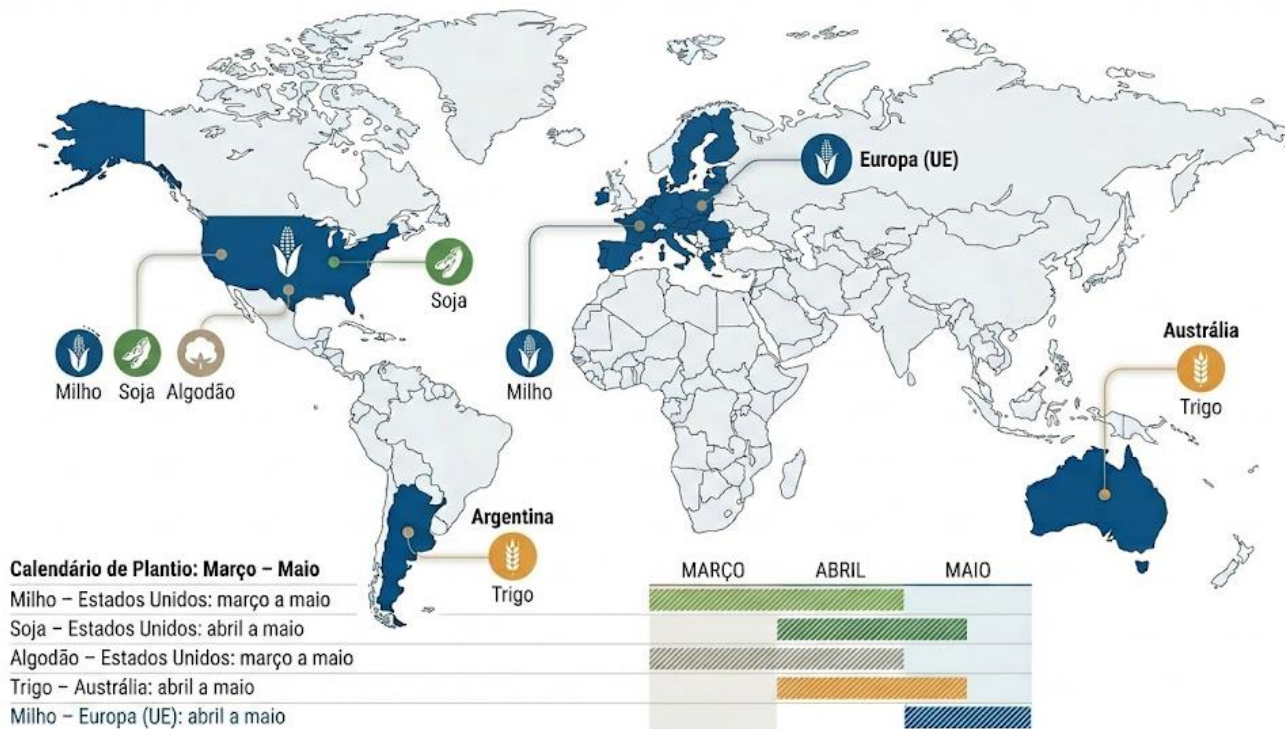 Europa (UE)
Soja
Milho
Soja
Algodão
Milho
Austrália
Trigo
Argentina
Trigo
Calendário de Plantio: Março – Maio
MARÇO
ABRIL
MAIO
Milho – Estados Unidos: março a maio
Soja – Estados Unidos: abril a maio
Algodão – Estados Unidos: março a maio
Trigo – Austrália: abril a maio
Milho – Europa (UE): abril a maio